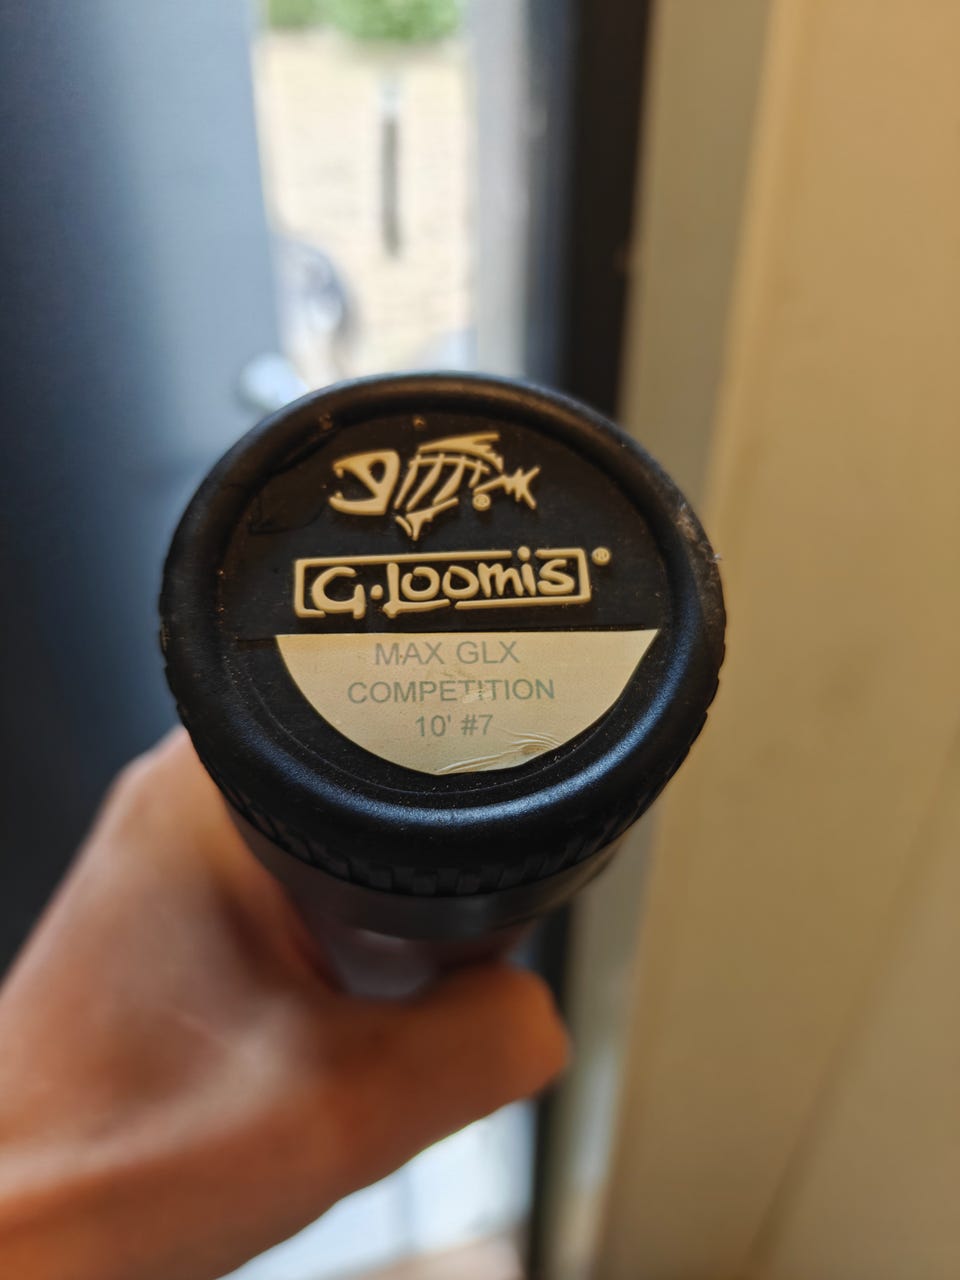 G.Loomis®
MAX GLX
COMPETITION
10' #7